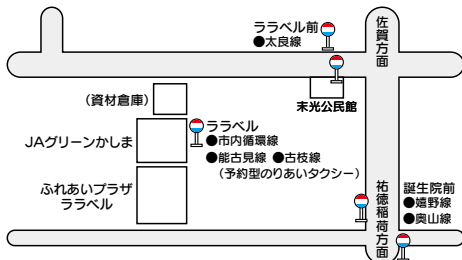 ララベル前
●太良線
佐賀方面
(資材倉庫)
末光公民館
JAグリーンかしま
ララベル
●市内循環線
●能古見線 ●古枝線
(予約型のりあいタクシー)
ふれあいプラザ
ララベル
祐徳稲荷方面
誕生院前
●嬉野線
●奥山線